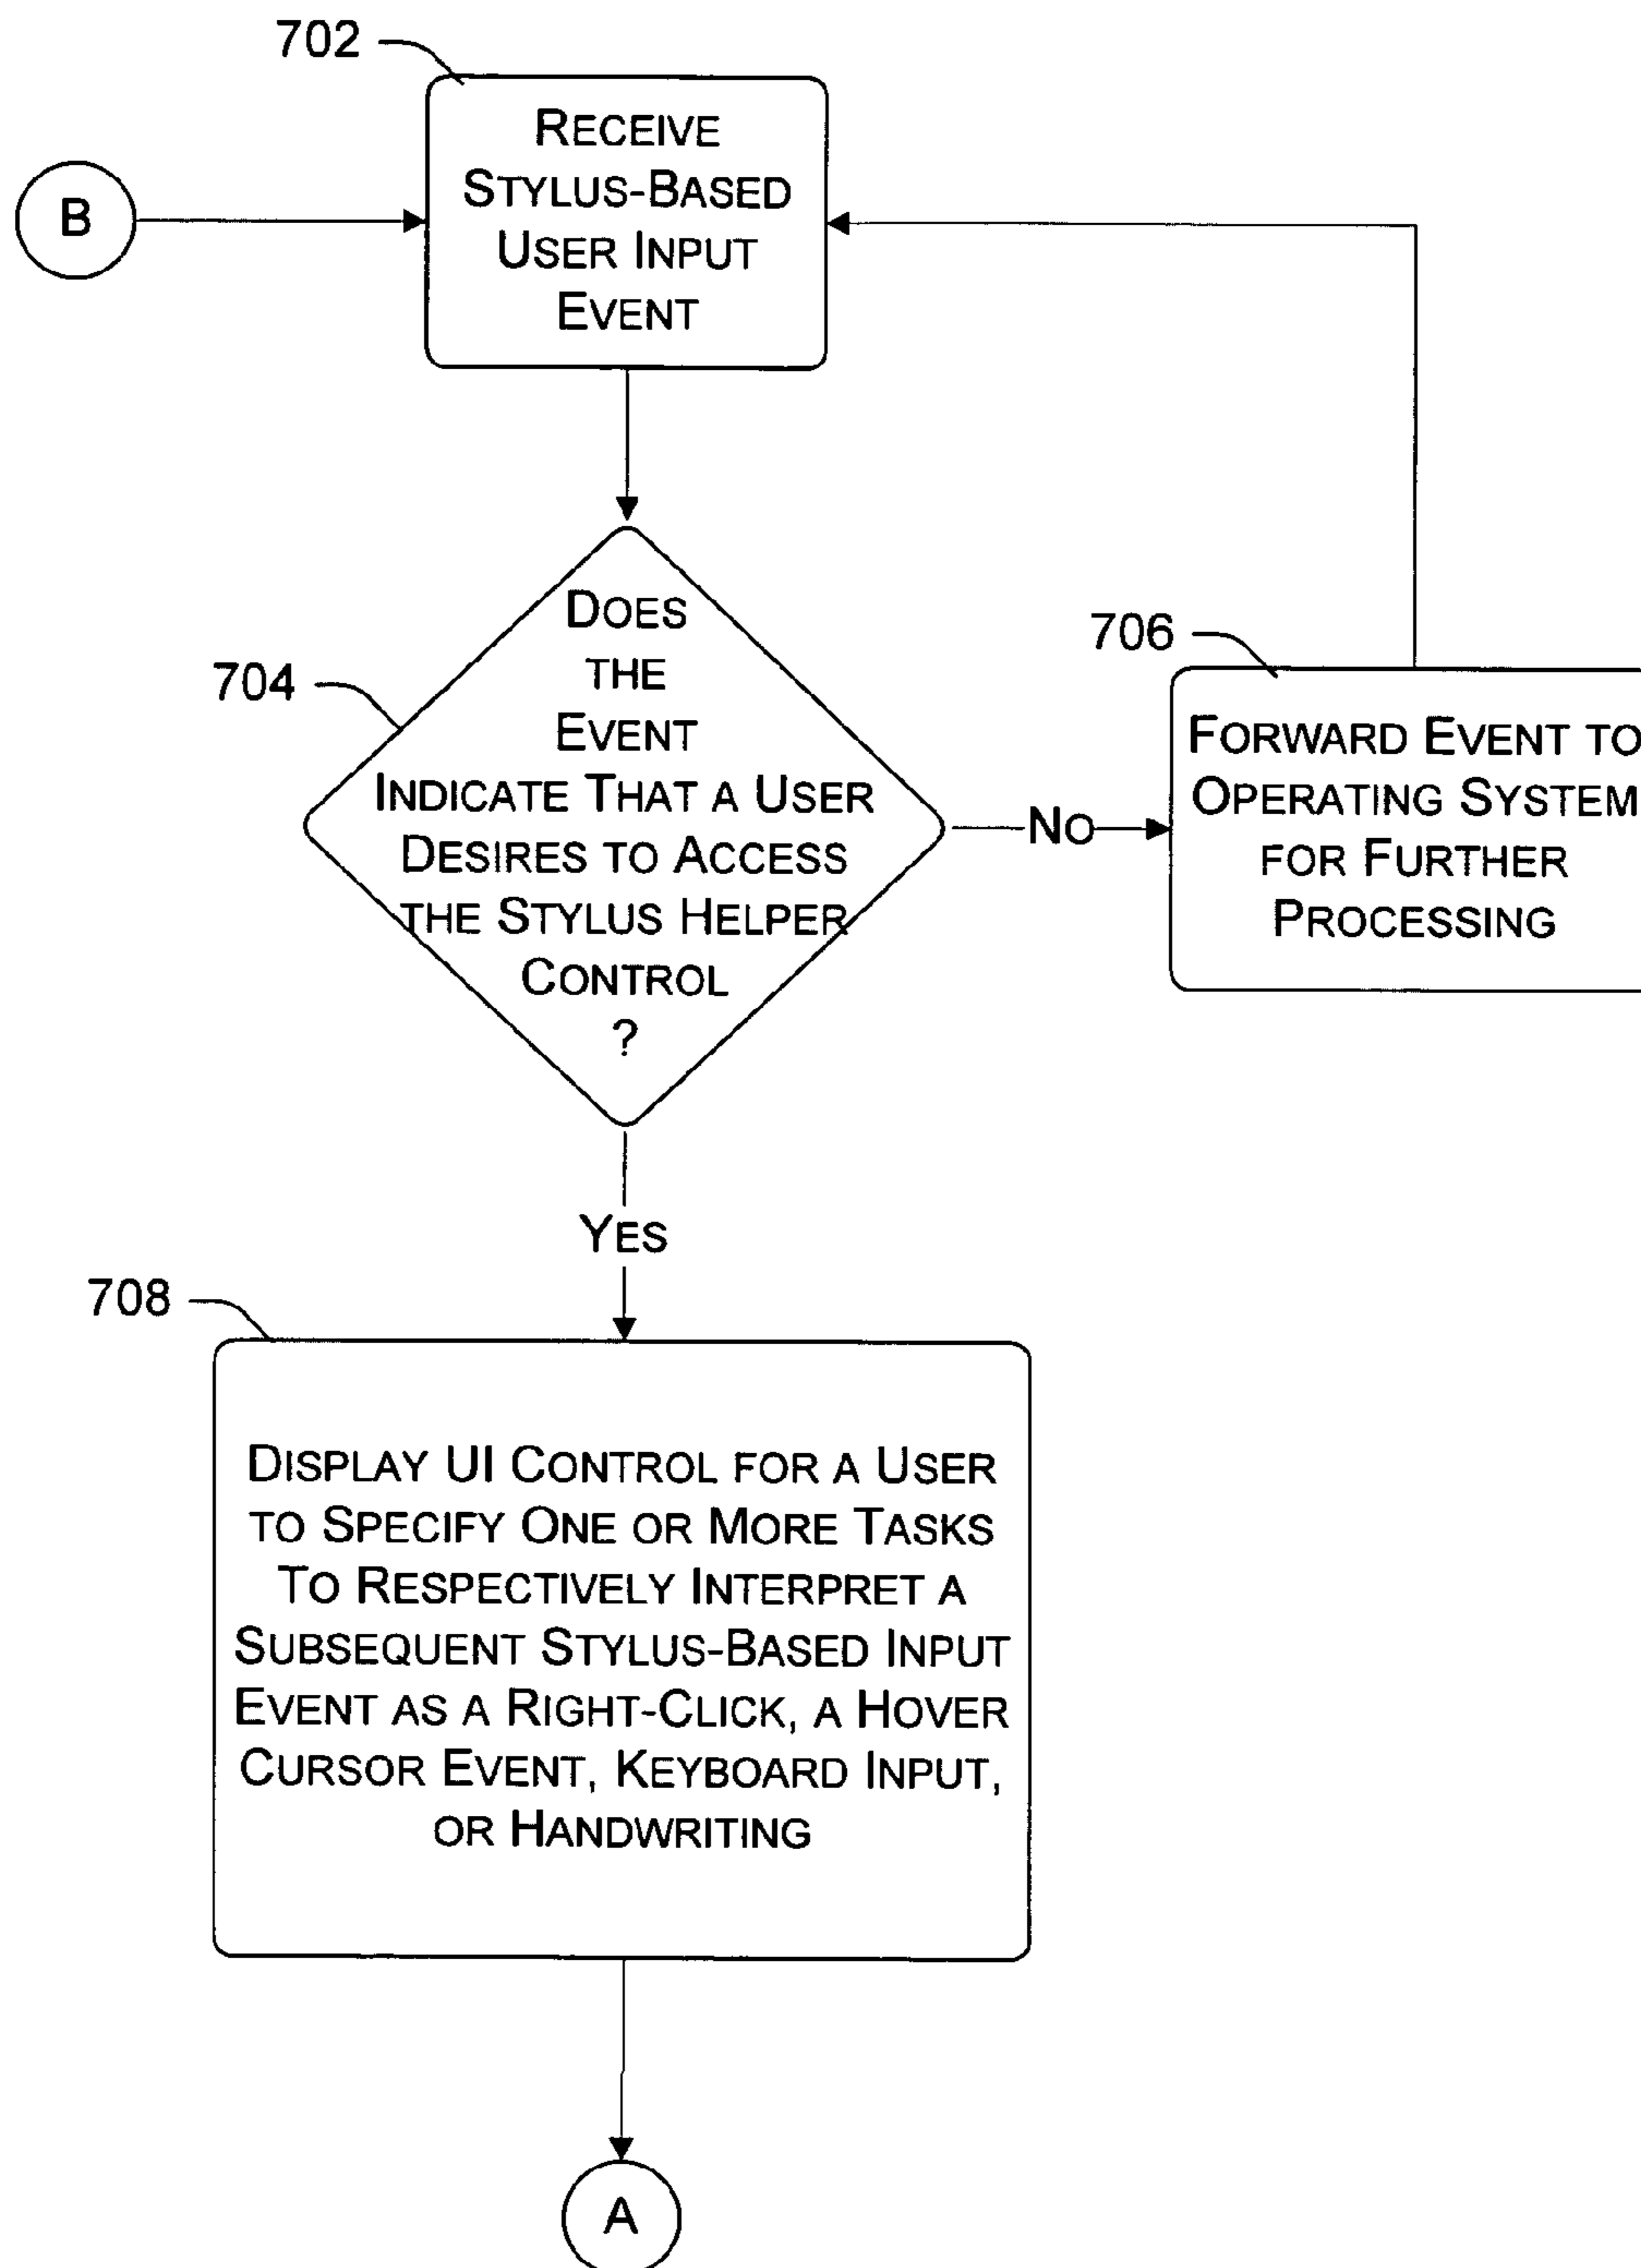 702
RECEIVE
STYLUS-BASED
USER INPUT
EVENT
B
704
DOES
THE
EVENT
INDICATE THAT A USER
DESIRES TO ACCESS
THE STYLUS HELPER
CONTROL
?
NO
706
FORWARD EVENT TO
OPERATING SYSTEM
FOR FURTHER
PROCESSING
YES
708
DISPLAY UI CONTROL FOR A USER
TO SPECIFY ONE OR MORE TASKS
TO RESPECTIVELY INTERPRET A
SUBSEQUENT STYLUS-BASED INPUT
EVENT AS A RIGHT-CLICK, A HOVER
CURSOR EVENT, KEYBOARD INPUT,
OR HANDWRITING
A